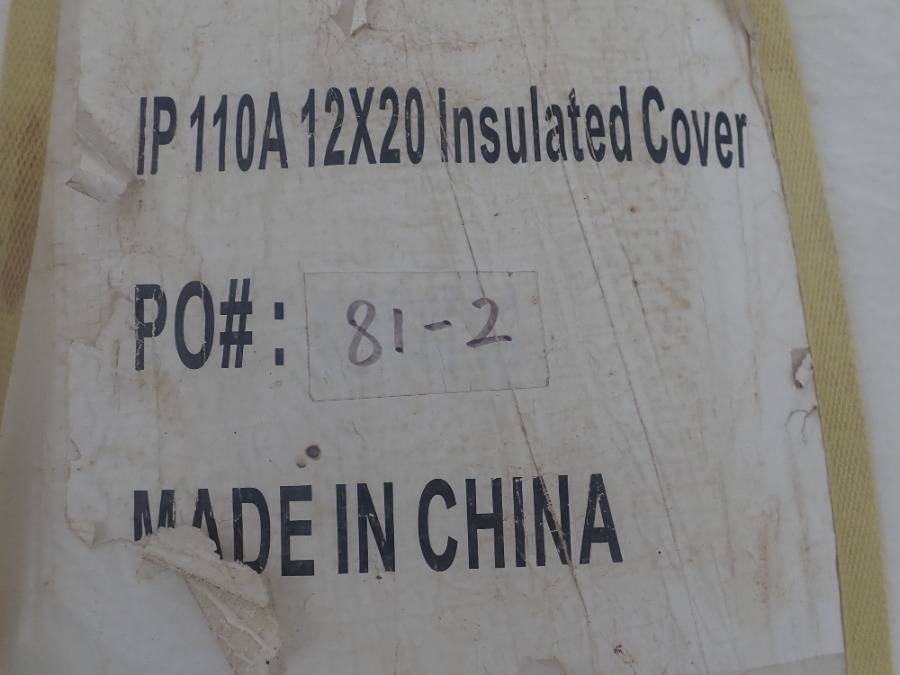 IP 110A 12X20 Insulated Cover
PO#: 81-2
MADE IN CHINA